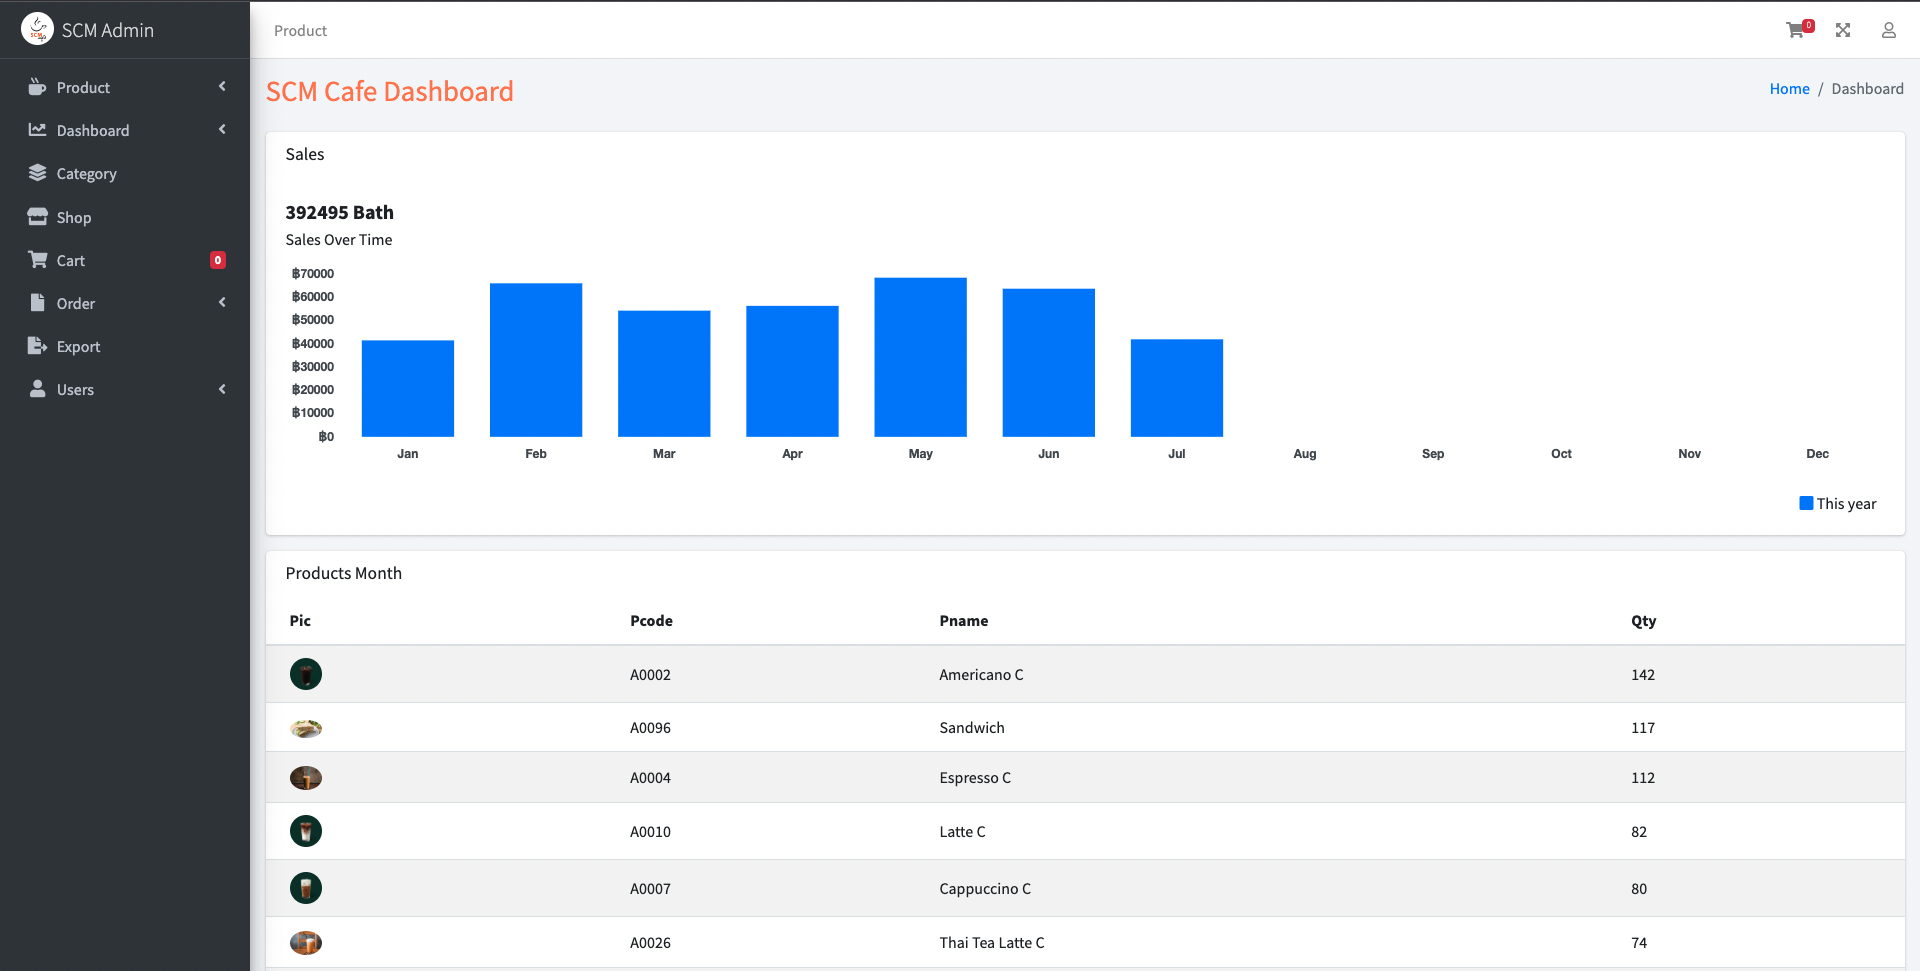 SCM Admin
Product
0
Product
Dashboard
Category
Shop
Cart 0
Order
Export
Users
SCM Cafe Dashboard
Home / Dashboard
Sales
392495 Bath
Sales Over Time
฿70000
฿60000
฿50000
฿40000
฿30000
฿20000
฿10000
฿0
Jan Feb Mar Apr May Jun Jul Aug Sep Oct Nov Dec
This year
Products Month
Pic Pcode Pname Qty
A0002 Americano C 142
A0096 Sandwich 117
A0004 Espresso C 112
A0010 Latte C 82
A0007 Cappuccino C 80
A0026 Thai Tea Latte C 74